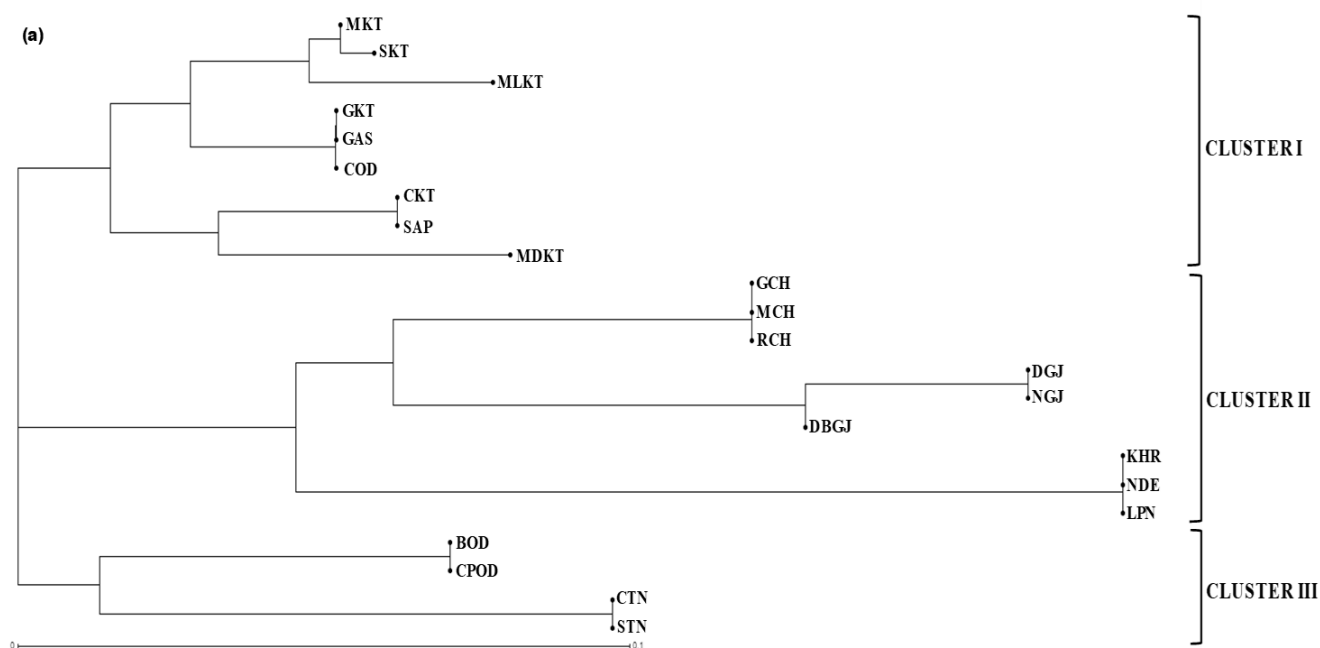 (a)
MKT
SKT
MLKT
GKT
GAS
COD
CLUSTER I
CKT
SAP
MDKT
GCH
MCH
RCH
DGJ
NGJ
CLUSTER II
DBGJ
KHR
NDE
LPN
BOD
CPOD
CLUSTER III
CTN
STN
0 0.1